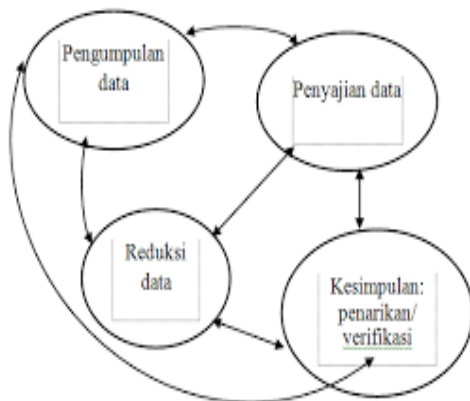 Pengumpulan
data
Penyajian data
Reduksi
data
Kesimpulan:
penarikan/
verifikasi